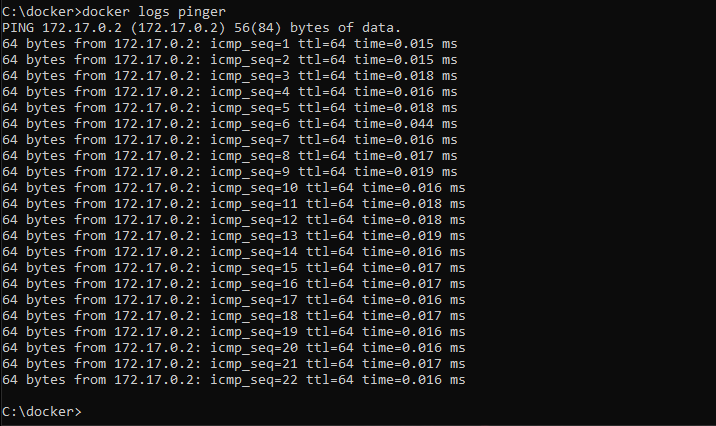 C:\docker>docker logs pinger
PING 172.17.0.2 (172.17.0.2) 56(84) bytes of data.
64 bytes from 172.17.0.2: icmp_seq=1 ttl=64 time=0.015 ms
64 bytes from 172.17.0.2: icmp_seq=2 ttl=64 time=0.015 ms
64 bytes from 172.17.0.2: icmp_seq=3 ttl=64 time=0.018 ms
64 bytes from 172.17.0.2: icmp_seq=4 ttl=64 time=0.016 ms
64 bytes from 172.17.0.2: icmp_seq=5 ttl=64 time=0.018 ms
64 bytes from 172.17.0.2: icmp_seq=6 ttl=64 time=0.044 ms
64 bytes from 172.17.0.2: icmp_seq=7 ttl=64 time=0.016 ms
64 bytes from 172.17.0.2: icmp_seq=8 ttl=64 time=0.017 ms
64 bytes from 172.17.0.2: icmp_seq=9 ttl=64 time=0.019 ms
64 bytes from 172.17.0.2: icmp_seq=10 ttl=64 time=0.016 ms
64 bytes from 172.17.0.2: icmp_seq=11 ttl=64 time=0.018 ms
64 bytes from 172.17.0.2: icmp_seq=12 ttl=64 time=0.018 ms
64 bytes from 172.17.0.2: icmp_seq=13 ttl=64 time=0.019 ms
64 bytes from 172.17.0.2: icmp_seq=14 ttl=64 time=0.016 ms
64 bytes from 172.17.0.2: icmp_seq=15 ttl=64 time=0.017 ms
64 bytes from 172.17.0.2: icmp_seq=16 ttl=64 time=0.017 ms
64 bytes from 172.17.0.2: icmp_seq=17 ttl=64 time=0.016 ms
64 bytes from 172.17.0.2: icmp_seq=18 ttl=64 time=0.017 ms
64 bytes from 172.17.0.2: icmp_seq=19 ttl=64 time=0.016 ms
64 bytes from 172.17.0.2: icmp_seq=20 ttl=64 time=0.016 ms
64 bytes from 172.17.0.2: icmp_seq=21 ttl=64 time=0.017 ms
64 bytes from 172.17.0.2: icmp_seq=22 ttl=64 time=0.016 ms
C:\docker>